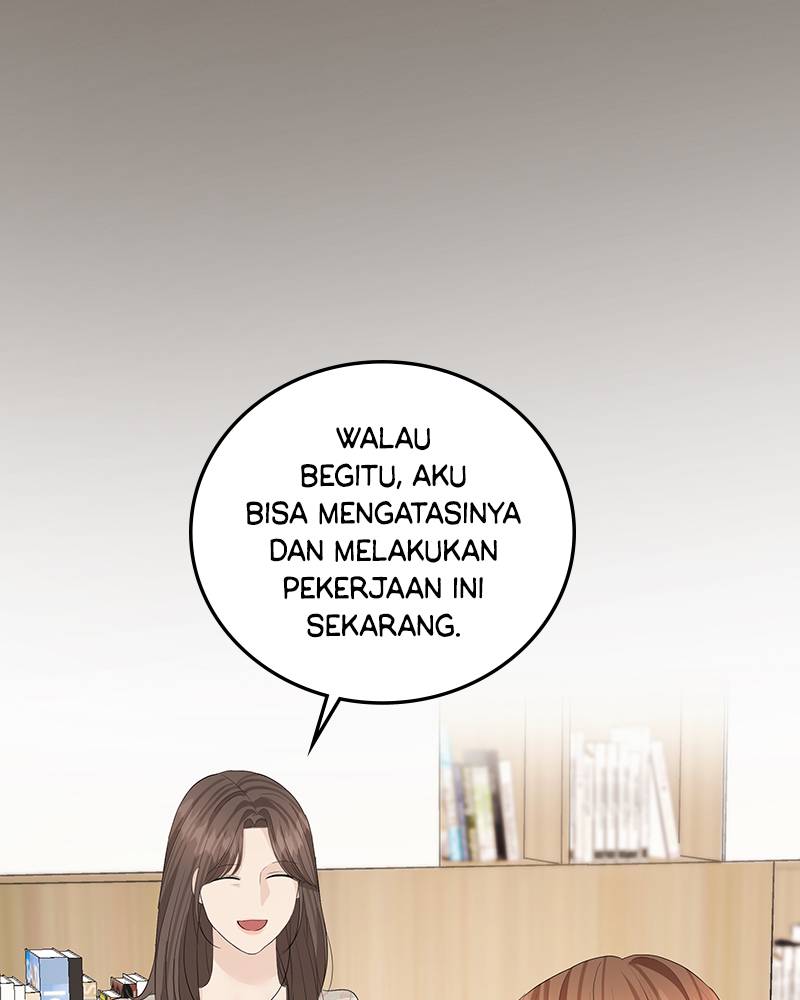 WALAU
BEGITU, AKU
BISA MENGATASINYA
DAN MELAKUKAN
PEKERJAAN INI
SEKARANG.